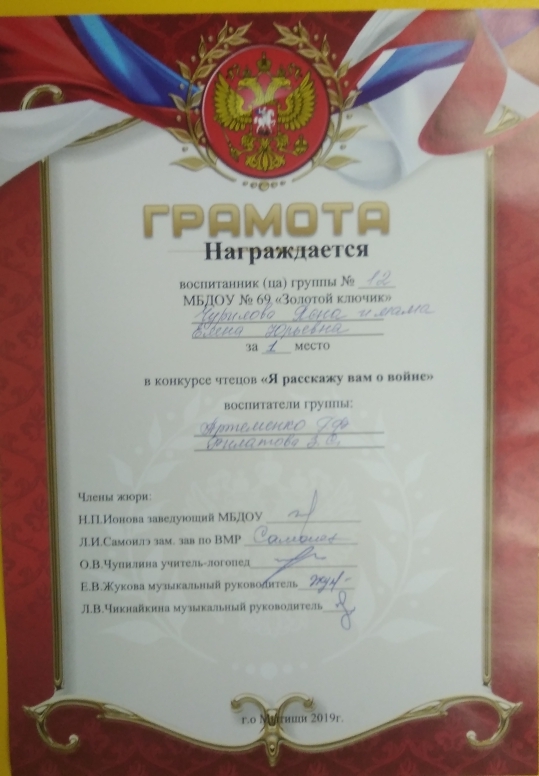 ГРАМОТА
Награждается
воспитанник (ца) группы № 12
МБДОУ № 69 «Золотой ключик»
Чурилова Яна и мама
Елена Юрьевна
за 1 место
в конкурсе чтецов «Я расскажу вам о войне»
воспитатели группы:
Артеменко
Филатова
Члены жюри:
Н.П.Ионова заведующий МБДОУ
Л.И.Самоилэ зам. зав по ВМР
О.В.Чупилина учитель-логопед
Е.В.Жукова музыкальный руководитель
Л.В.Чикнайкина музыкальный руководитель
г.о Мытищи 2019г.